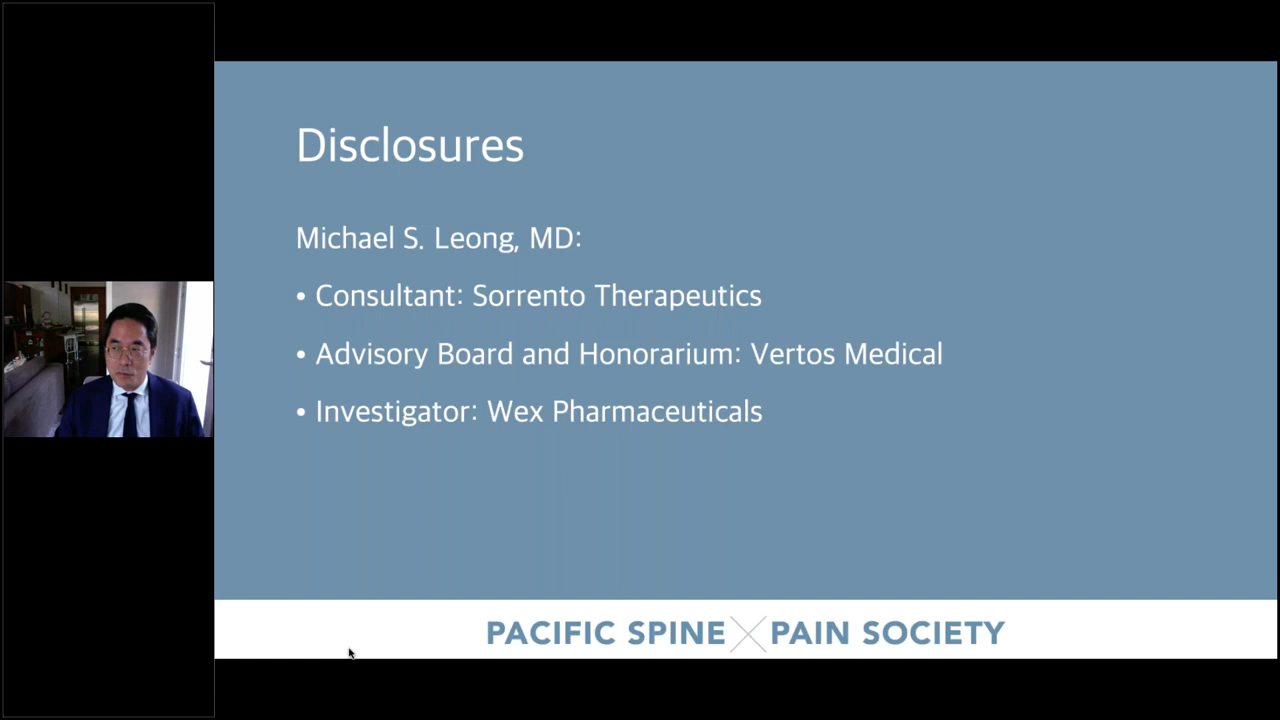 Disclosures
Michael S. Leong, MD:
• Consultant: Sorrento Therapeutics
• Advisory Board and Honorarium: Vertos Medical
• Investigator: Wex Pharmaceuticals
PACIFIC SPINE PAIN SOCIETY